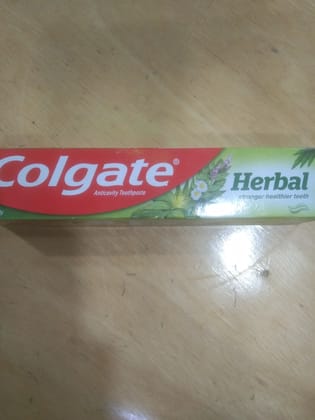 Colgate®
Anticavity Toothpaste
Herbal
stronger healthier teeth